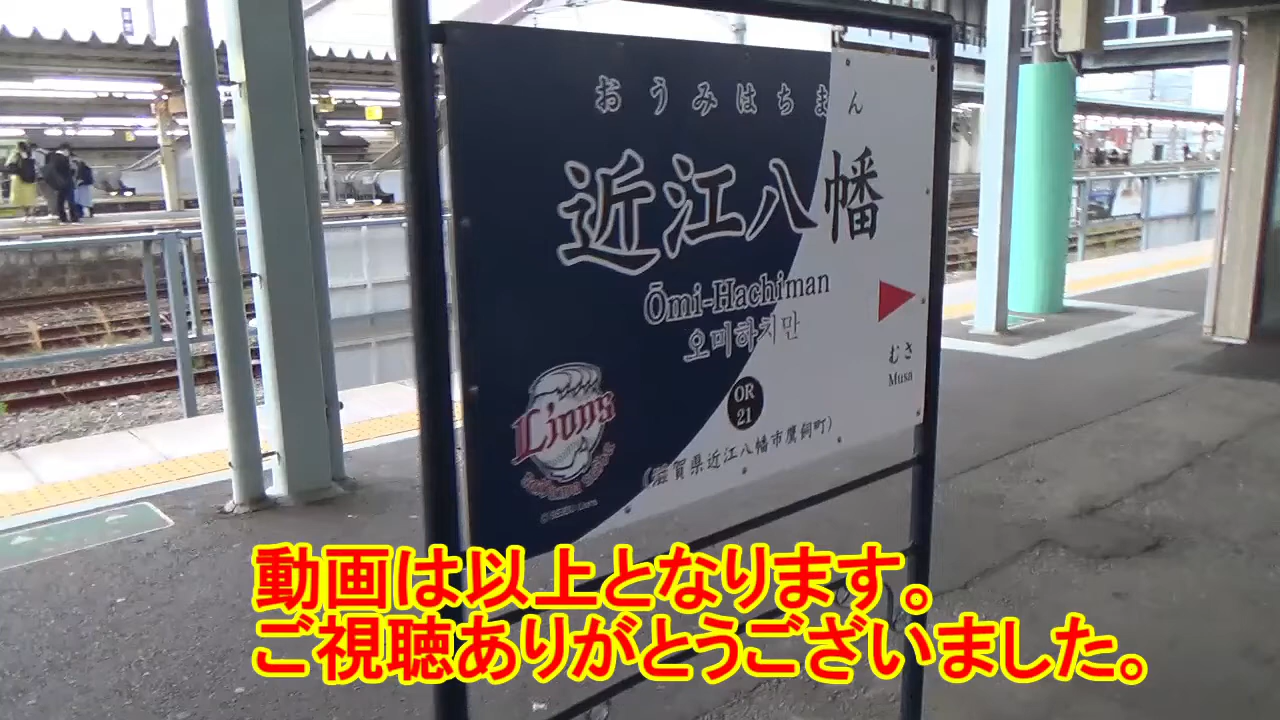 おうみはちまん
近江八幡
Ōmi-Hachiman
오미하치만
むさ
Musa
OR
21
(滋賀県近江八幡市鷹飼町)
Lions
© SEIBU Lions
動画は以上となります。
ご視聴ありがとうございました。